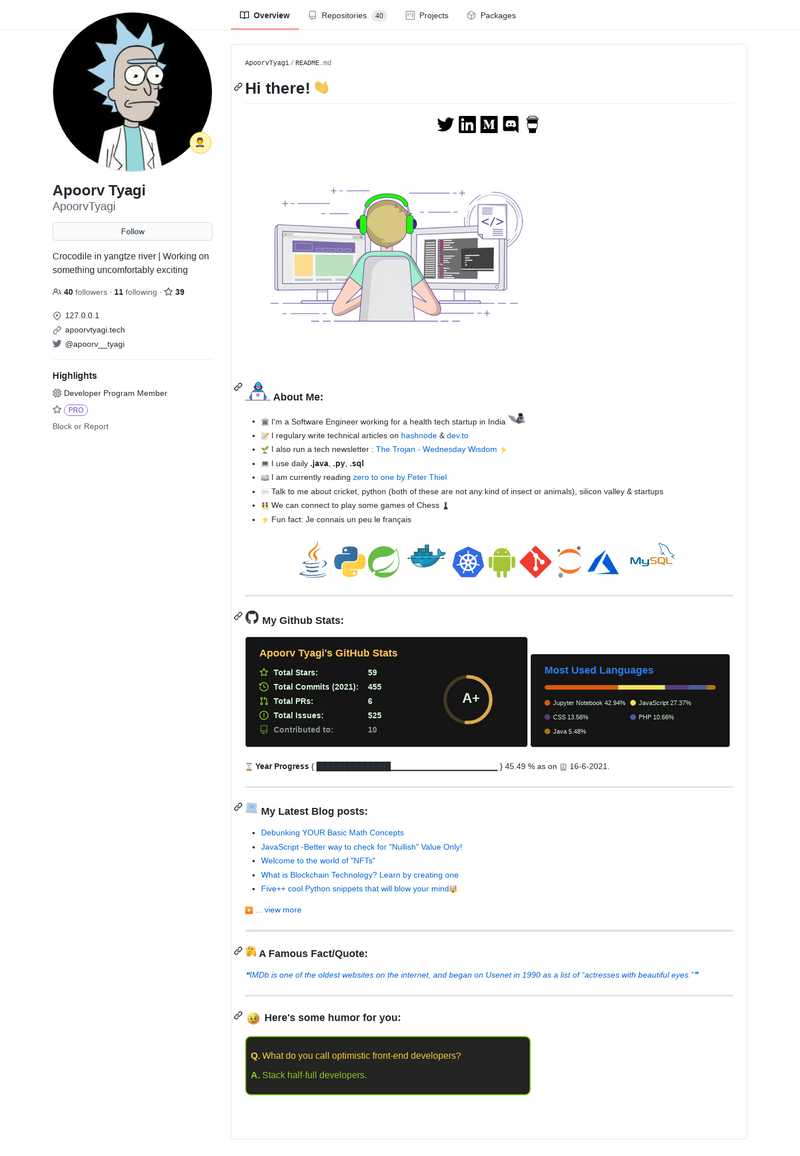 Overview Repositories 40 Projects Packages
Apoorv Tyagi
ApoorvTyagi
Follow
Crocodile in yangtze river | Working on
something uncomfortably exciting
40 followers · 11 following · 39
127.0.0.1
apoorvtyagi.tech
@apoorv__tyagi
Highlights
Developer Program Member
PRO
Block or Report
ApoorvTyagi / README.md
Hi there! 👋
</>
About Me:
I'm a Software Engineer working for a health tech startup in India
I regulary write technical articles on hashnode & dev.to
I also run a tech newsletter : The Trojan - Wednesday Wisdom ⚡
I use daily .java, .py, .sql
I am currently reading zero to one by Peter Thiel
Talk to me about cricket, python (both of these are not any kind of insect or animals), silicon valley & startups
We can connect to play some games of Chess ♟
⚡ Fun fact: Je connais un peu le français
MySQL
My Github Stats:
Apoorv Tyagi's GitHub Stats
Total Stars: 59
Total Commits (2021): 455
Total PRs: 6
Total Issues: 525
Contributed to: 10
A+
Most Used Languages
Jupyter Notebook 42.94% JavaScript 27.37%
CSS 13.56% PHP 10.66%
Java 5.48%
⏳ Year Progress { █████████████▁▁▁▁▁▁▁▁▁▁▁▁▁▁▁▁▁ } 45.49 % as on 16-6-2021.
My Latest Blog posts:
Debunking YOUR Basic Math Concepts
JavaScript -Better way to check for "Nullish" Value Only!
Welcome to the world of "NFTs"
What is Blockchain Technology? Learn by creating one
Five++ cool Python snippets that will blow your mind🤯
... view more
A Famous Fact/Quote:
❝IMDb is one of the oldest websites on the internet, and began on Usenet in 1990 as a list of "actresses with beautiful eyes."❞
Here's some humor for you:
Q. What do you call optimistic front-end developers?
A. Stack half-full developers.